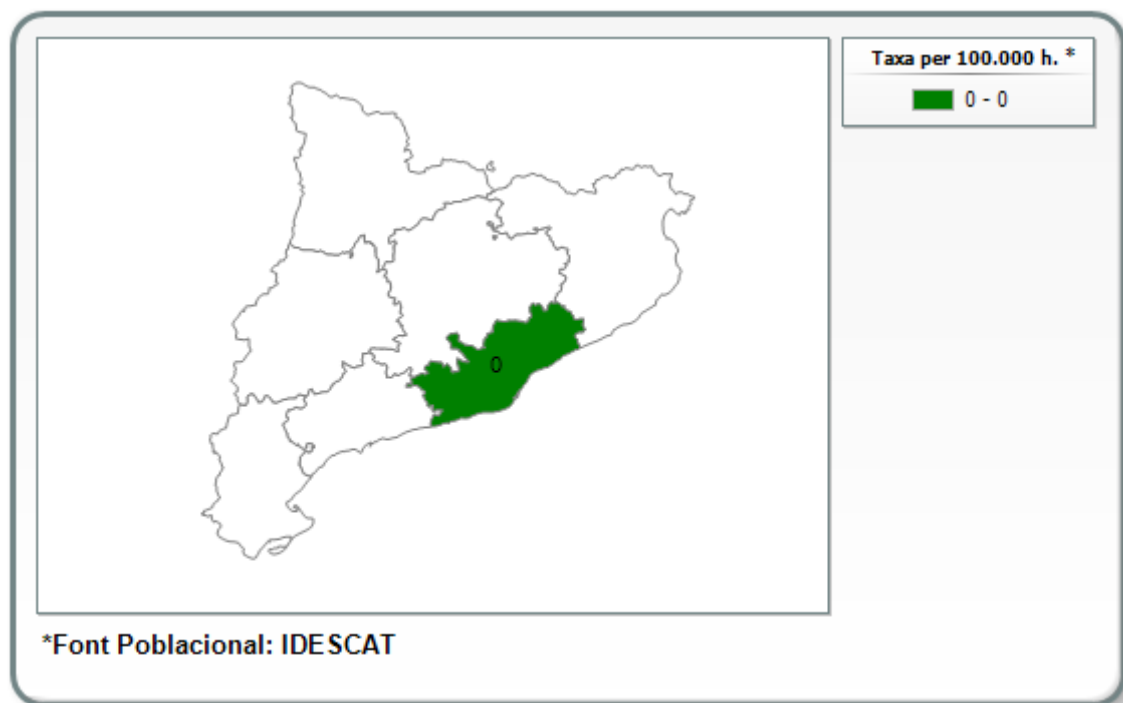 Taxa per 100.000 h. *
0 - 0
0
*Font Poblacional: IDESCAT